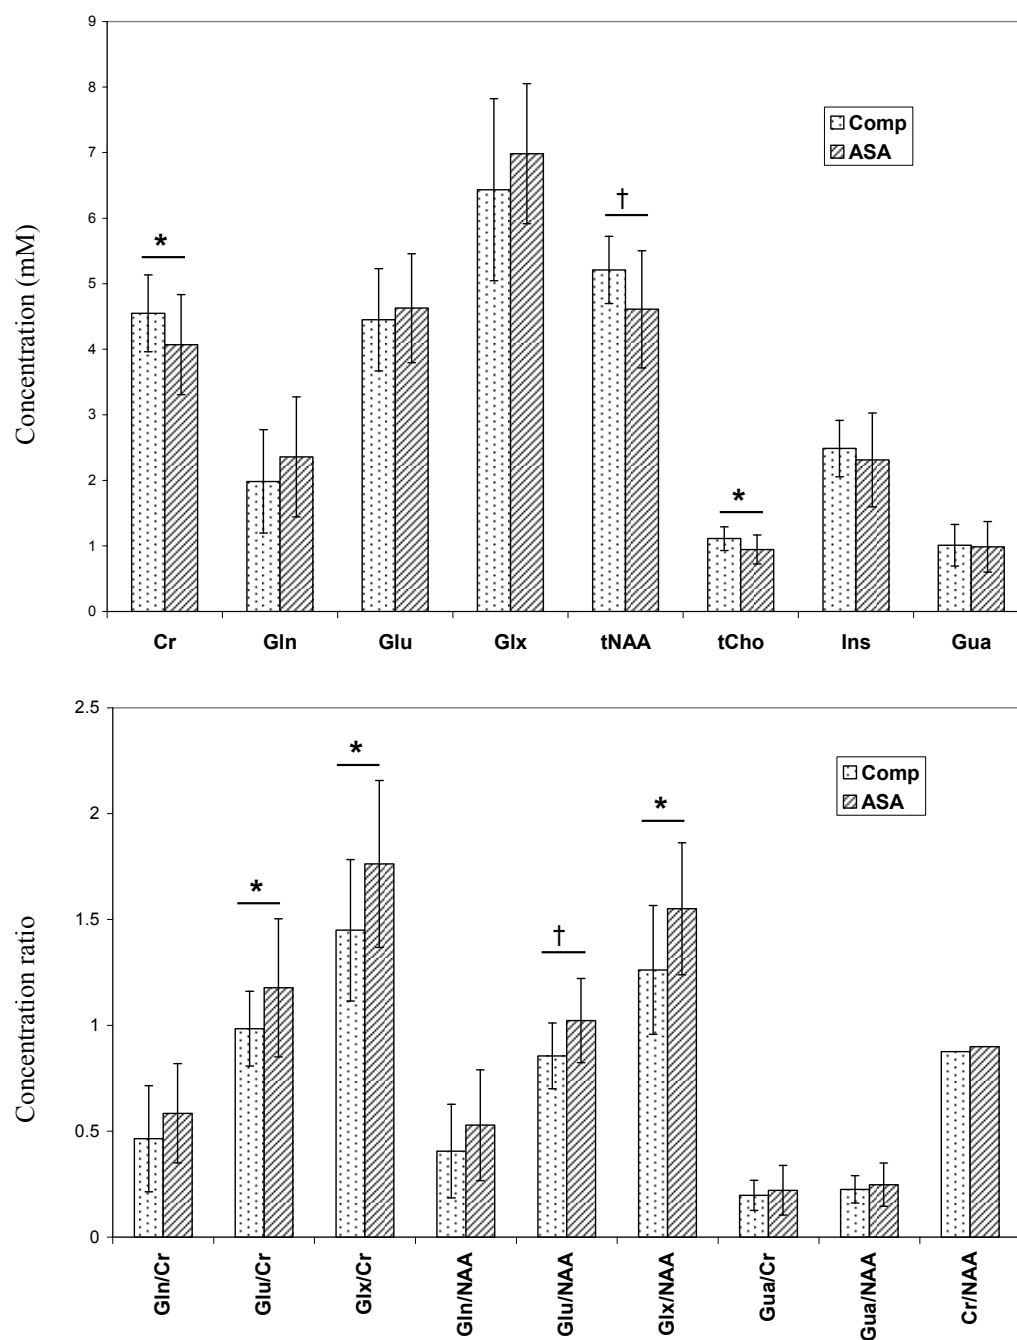 9
8
7
6
5
4
3
2
1
0
Concentration (mM)
Comp
ASA
*
†
*
Cr Gln Glu Glx tNAA tCho Ins Gua
2.5
2
1.5
1
0.5
0
Concentration ratio
Comp
ASA
*
*
†
*
Gln/Cr
Glu/Cr
Glx/Cr
Gln/NAA
Glu/NAA
Glx/NAA
Gua/Cr
Gua/NAA
Cr/NAA